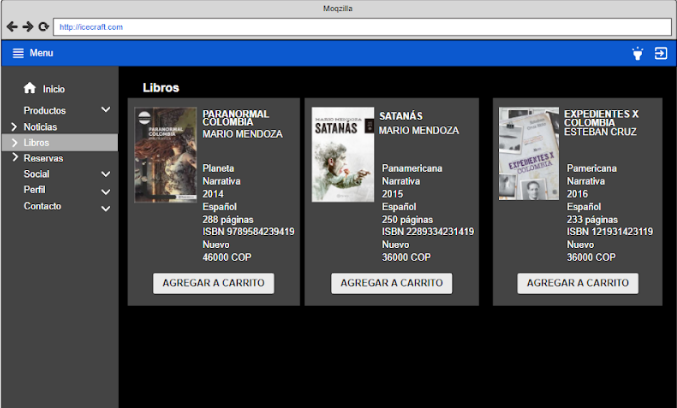 Moqzilla
http://icecraft.com
Menu
Inicio
Productos
Noticias
Libros
Reservas
Social
Perfil
Contacto
Libros
PARANORMAL
COLOMBIA
MARIO MENDOZA
PARANORMAL
COLOMBIA
Planeta
Narrativa
2014
Español
288 páginas
ISBN 9789584239419
Nuevo
46000 COP
AGREGAR A CARRITO
MARIO MENDOZA
SATANÁS
SATANÁS
MARIO MENDOZA
Panamericana
Narrativa
2015
Español
250 páginas
ISBN 2289334231419
Nuevo
36000 COP
AGREGAR A CARRITO
EXPEDIENTES X
COLOMBIA
EXPEDIENTES X
COLOMBIA
ESTEBAN CRUZ
Pamericana
Narrativa
2016
Español
233 páginas
ISBN 121931423119
Nuevo
36000 COP
AGREGAR A CARRITO